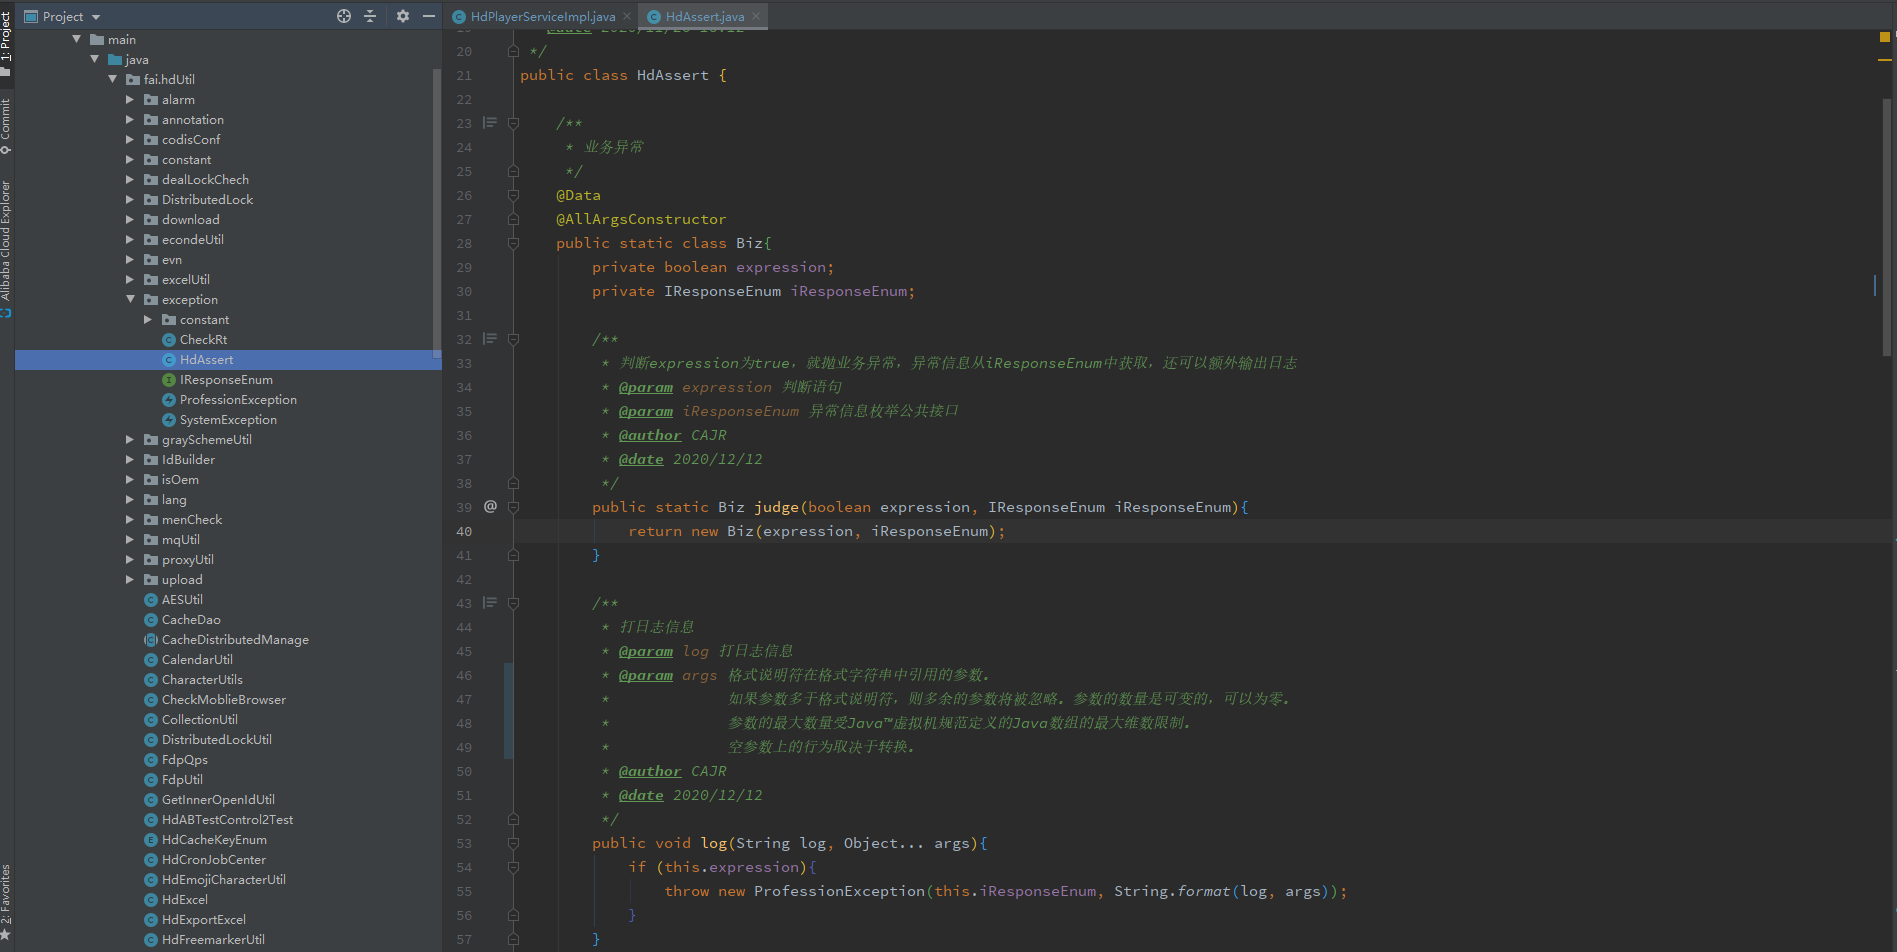 Project
HdPlayerServiceImpl.java
HdAssert.java
1: Project
Commit
Alibaba Cloud Explorer
2: Favorites
main
java
fai.hdUtil
alarm
annotation
codisConf
constant
dealLockChech
DistributedLock
download
econdeUtil
evn
excelUtil
exception
constant
CheckRt
HdAssert
IResponseEnum
ProfessionException
SystemException
graySchemeUtil
IdBuilder
isOem
lang
menCheck
mqUtil
proxyUtil
upload
AESUtil
CacheDao
CacheDistributedManage
CalendarUtil
CharacterUtils
CheckMoblieBrowser
CollectionUtil
DistributedLockUtil
FdpQps
FdpUtil
GetInnerOpenIdUtil
HdABTestControl2Test
HdCacheKeyEnum
HdCronJobCenter
HdEmojiCharacterUtil
HdExcel
HdExportExcel
HdFreemarkerUtil
20 */
21 public class HdAssert {
22
23 /**
24 * 业务异常
25 */
26 @Data
27 @AllArgsConstructor
28 public static class Biz{
29 private boolean expression;
30 private IResponseEnum iResponseEnum;
31
32 /**
33 * 判断expression为true，就抛业务异常，异常信息从iResponseEnum中获取，还可以额外输出日志
34 * @param expression 判断语句
35 * @param iResponseEnum 异常信息枚举公共接口
36 * @author CAJR
37 * @date 2020/12/12
38 */
39 public static Biz judge(boolean expression, IResponseEnum iResponseEnum){
40 return new Biz(expression, iResponseEnum);
41 }
42
43 /**
44 * 打日志信息
45 * @param log 打日志信息
46 * @param args 格式说明符在格式字符串中引用的参数.
47 * 如果参数多于格式说明符，则多余的参数将被忽略. 参数的数量是可变的，可以为零.
48 * 参数的最大数量受Java™虚拟机规范定义的Java数组的最大维数限制.
49 * 空参数上的行为取决于转换.
50 * @author CAJR
51 * @date 2020/12/12
52 */
53 public void log(String log, Object... args){
54 if (this.expression){
55 throw new ProfessionException(this.iResponseEnum, String.format(log, args));
56 }
57 }